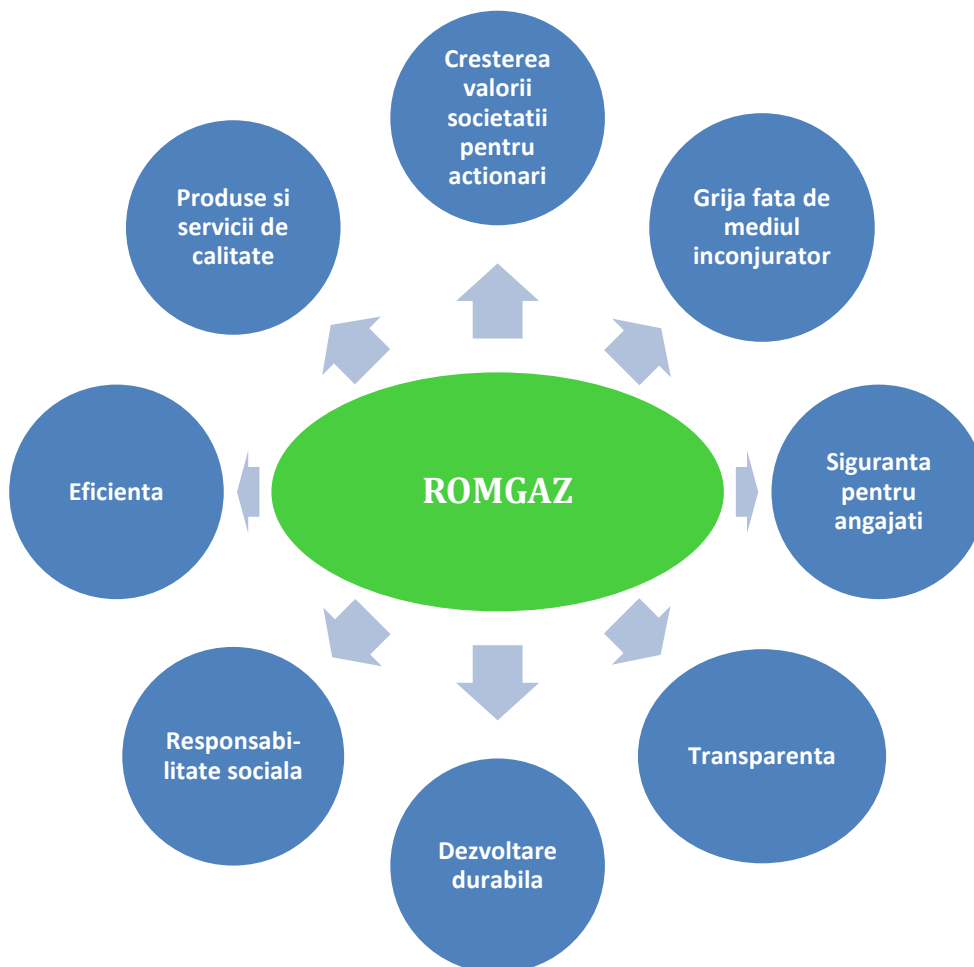 Cresterea
valorii
societatii
pentru
actionari
Produse si
servicii de
calitate
Grija fata de
mediul
inconjurator
Eficienta
ROMGAZ
Siguranta
pentru
angajati
Responsabi-
litate sociala
Transparenta
Dezvoltare
durabila